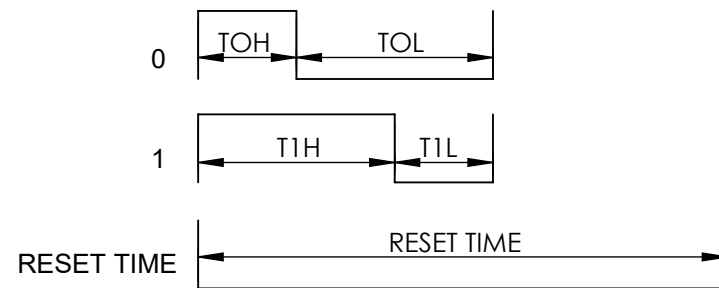 TOH TOL
0
T1H T1L
1
RESET TIME
RESET TIME